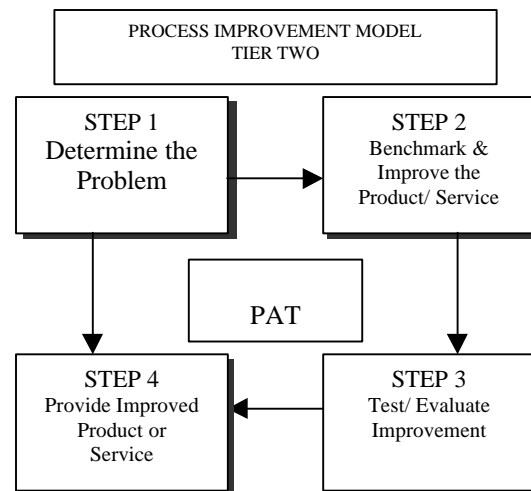 PROCESS IMPROVEMENT MODEL
TIER TWO
STEP 1
Determine the
Problem
STEP 2
Benchmark &
Improve the
Product/ Service
PAT
STEP 4
Provide Improved
Product or
Service
STEP 3
Test/ Evaluate
Improvement